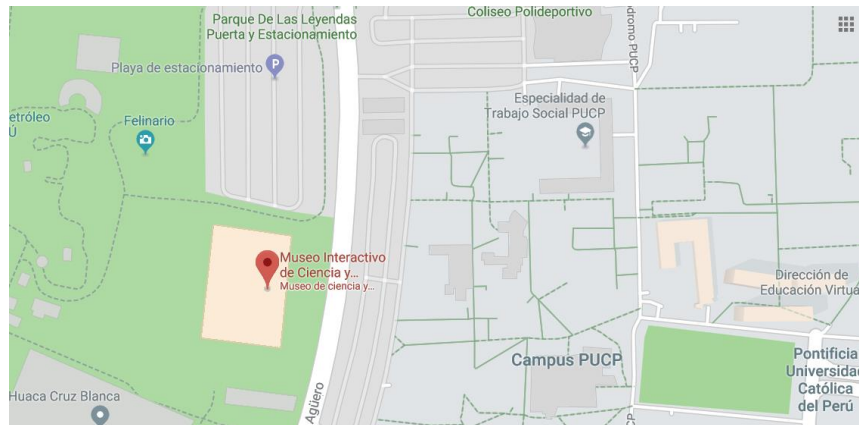 Parque De Las Leyendas
Puerta y Estacionamiento
Coliseo Polideportivo
dromo PUCP
Playa de estacionamiento
P
Especialidad de
Trabajo Social PUCP
etróleo
Ú
Felinario
Museo Interactivo
de Ciencia y...
Museo de ciencia y...
Dirección de
Educación Virtua
Campus PUCP
Pontificia
Universidad
Católica
del Perú
Huaca Cruz Blanca
Agüero
CP